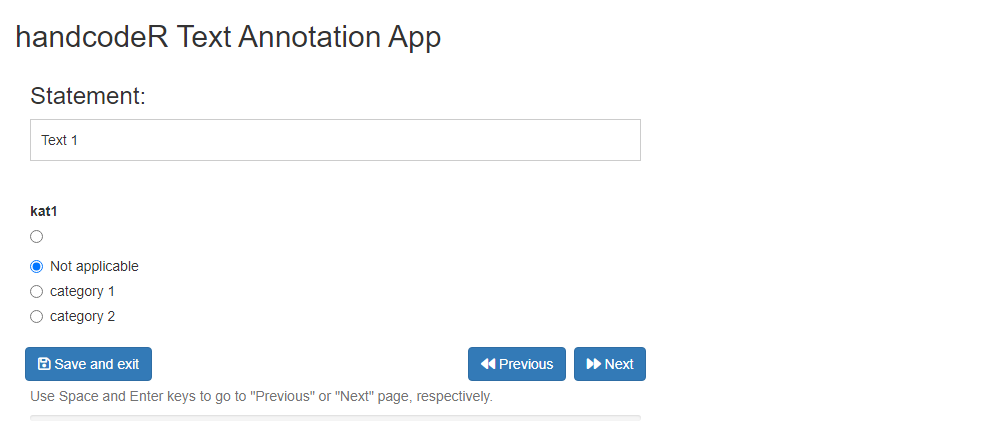 handcodeR Text Annotation App
Statement:
Text 1
kat1
Not applicable
category 1
category 2
Save and exit
Previous
Next
Use Space and Enter keys to go to "Previous" or "Next" page, respectively.